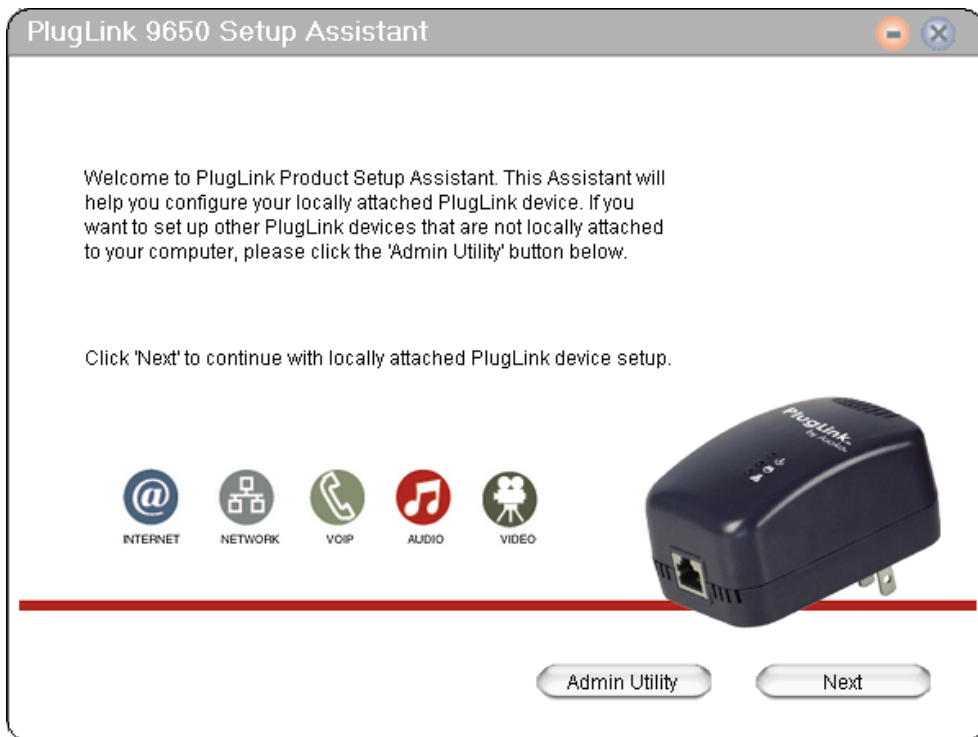 PlugLink 9650 Setup Assistant
Welcome to PlugLink Product Setup Assistant. This Assistant will
help you configure your locally attached PlugLink device. If you
want to set up other PlugLink devices that are not locally attached
to your computer, please click the 'Admin Utility' button below.
Click 'Next' to continue with locally attached PlugLink device setup.
PlugLink
by Asoka
INTERNET
NETWORK
VOIP
AUDIO
VIDEO
Admin Utility
Next